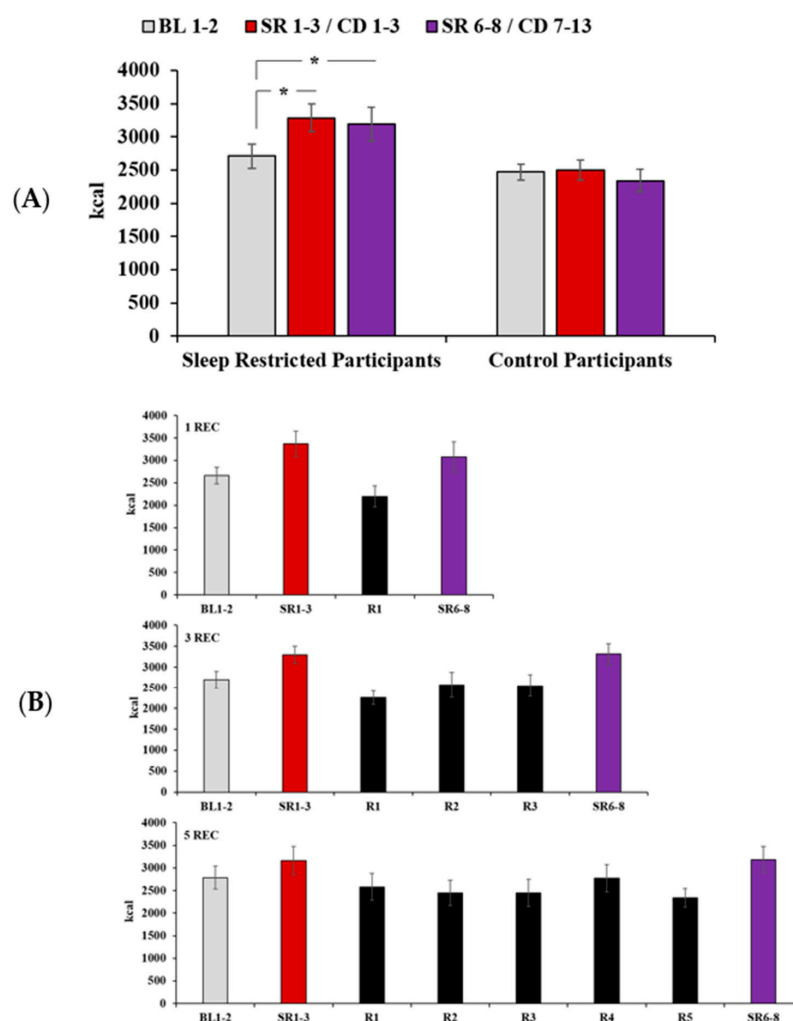 BL 1-2 SR 1-3 / CD 1-3 SR 6-8 / CD 7-13
(A)
kcal
4000
3500
3000
2500
2000
1500
1000
500
0
* *
Sleep Restricted Participants Control Participants
(B)
1 REC
kcal
4000
3500
3000
2500
2000
1500
1000
500
0
BL1-2 SR1-3 R1 SR6-8
3 REC
kcal
4000
3500
3000
2500
2000
1500
1000
500
0
BL1-2 SR1-3 R1 R2 R3 SR6-8
5 REC
kcal
4000
3500
3000
2500
2000
1500
1000
500
0
BL1-2 SR1-3 R1 R2 R3 R4 R5 SR6-8